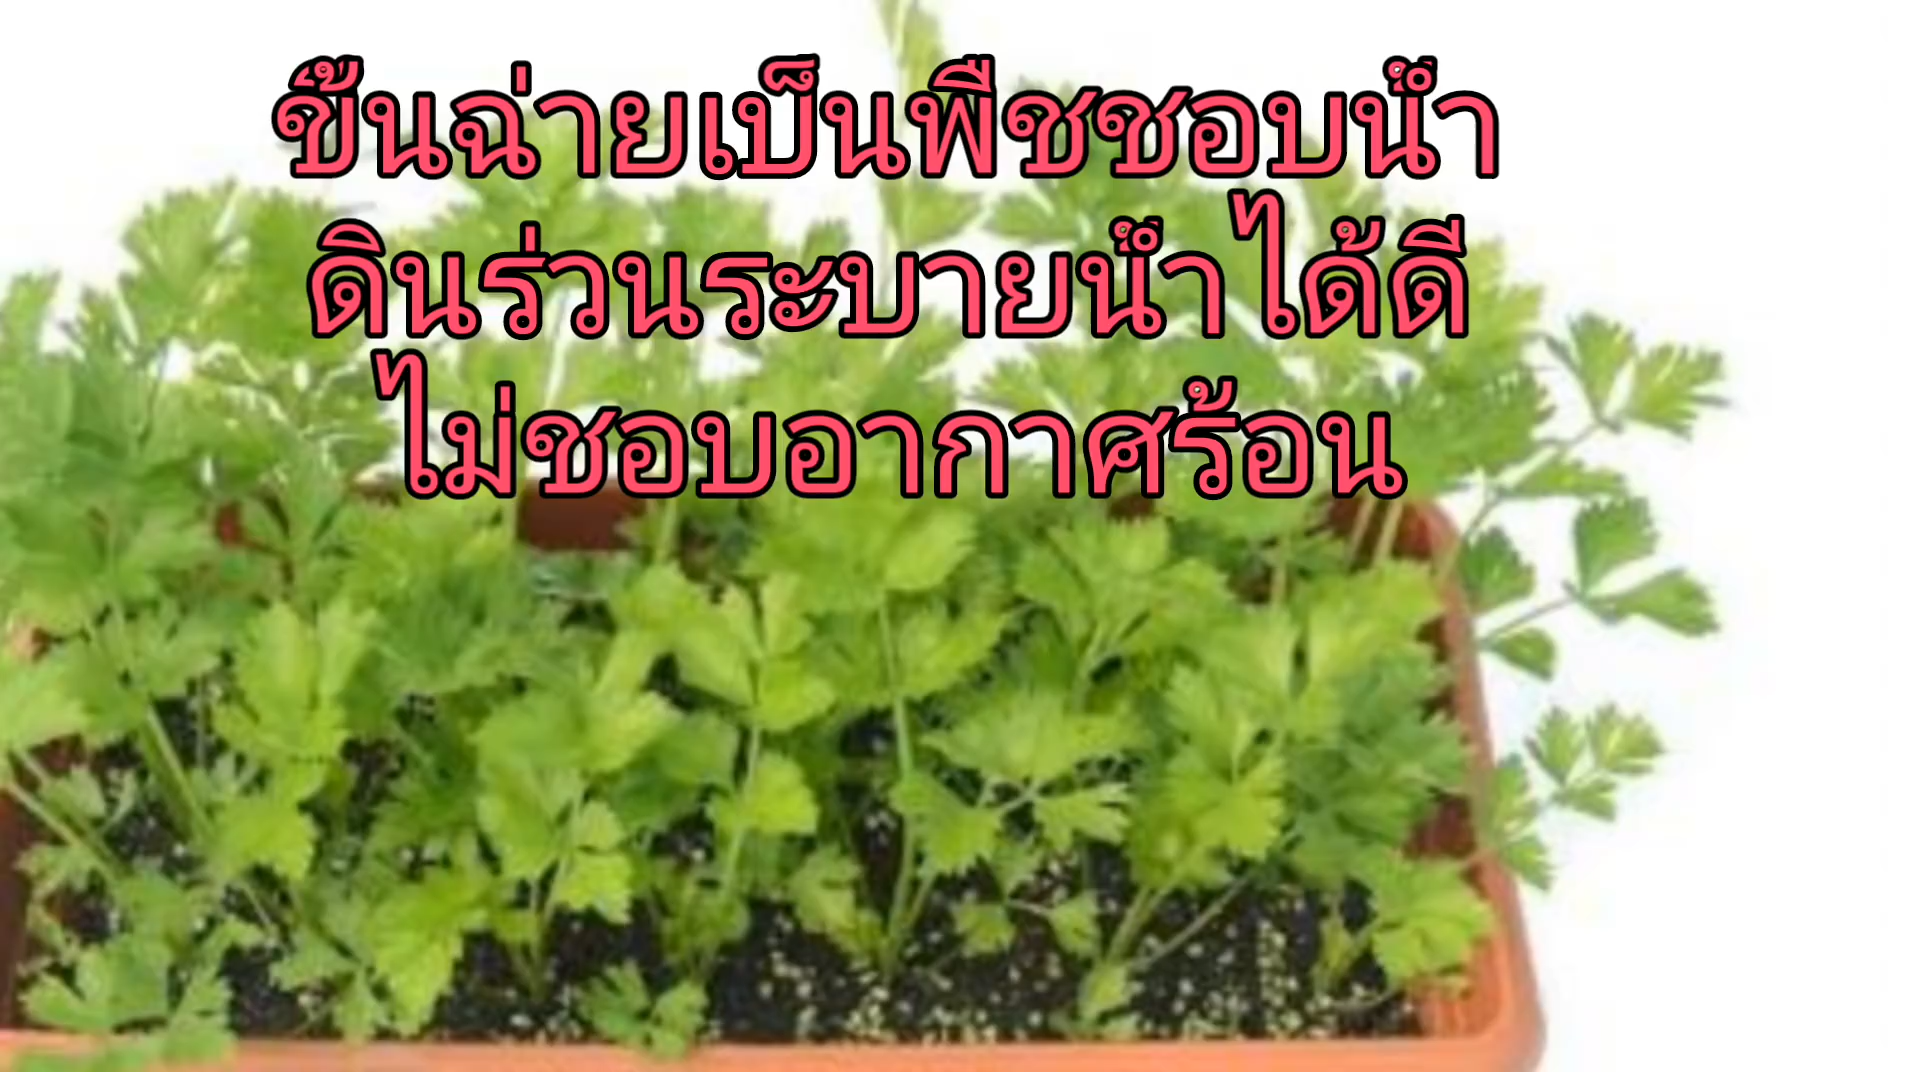 ขึ้นฉ่ายเป็นพืชชอบน้ำ
ดินร่วนระบายน้ำได้ดี
ไม่ชอบอากาศร้อน